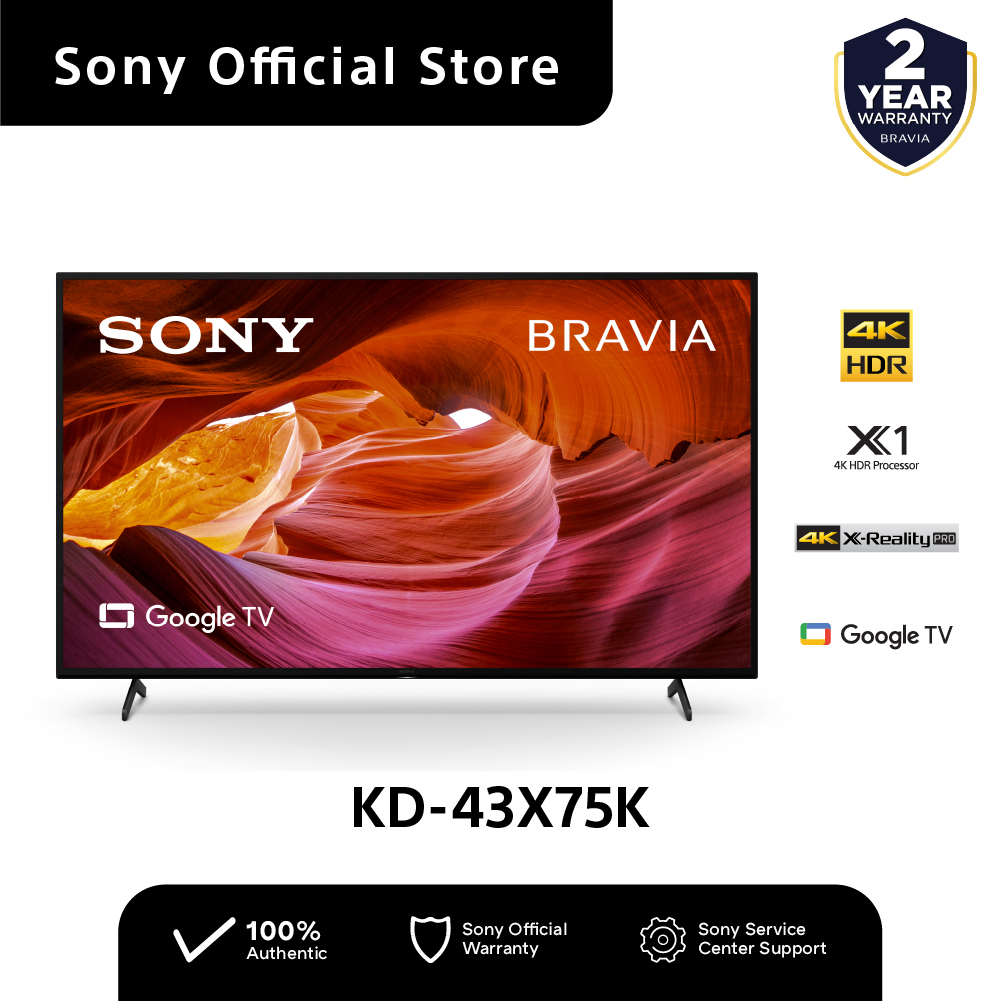 Sony Official Store
2
YEAR
WARRANTY
BRAVIA
SONY
BRAVIA
Google TV
4K
HDR
X1
4K HDR Processor
4K X-Reality PRO
Google TV
KD-43X75K
100%
Authentic
Sony Official
Warranty
Sony Service
Center Support